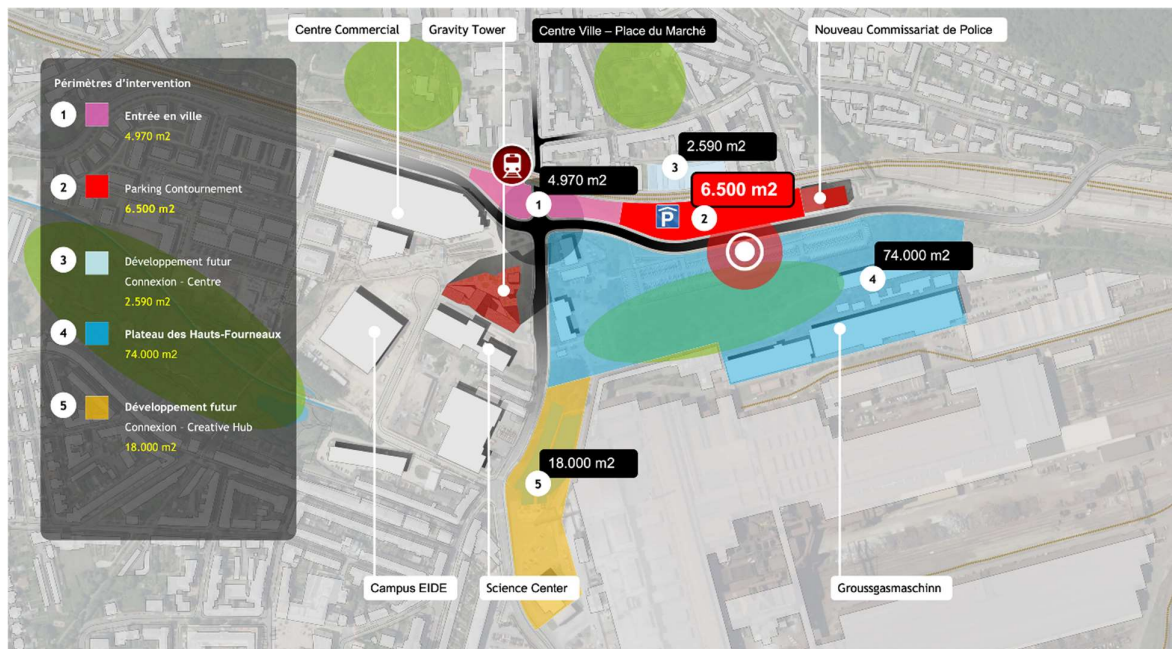 Centre Commercial
Gravity Tower
Centre Ville – Place du Marché
Nouveau Commissariat de Police
Périmètres d'intervention
1
Entrée en ville
4.970 m2
2
Parking Contournement
6.500 m2
3
Développement futur
Connexion - Centre
2.590 m2
4
Plateau des Hauts-Fourneaux
74.000 m2
5
Développement futur
Connexion - Creative Hub
18.000 m2
2.590 m2
3
4.970 m2
1
6.500 m2
P
2
74.000 m2
4
18.000 m2
5
Campus EIDE
Science Center
Groussgasmaschinn